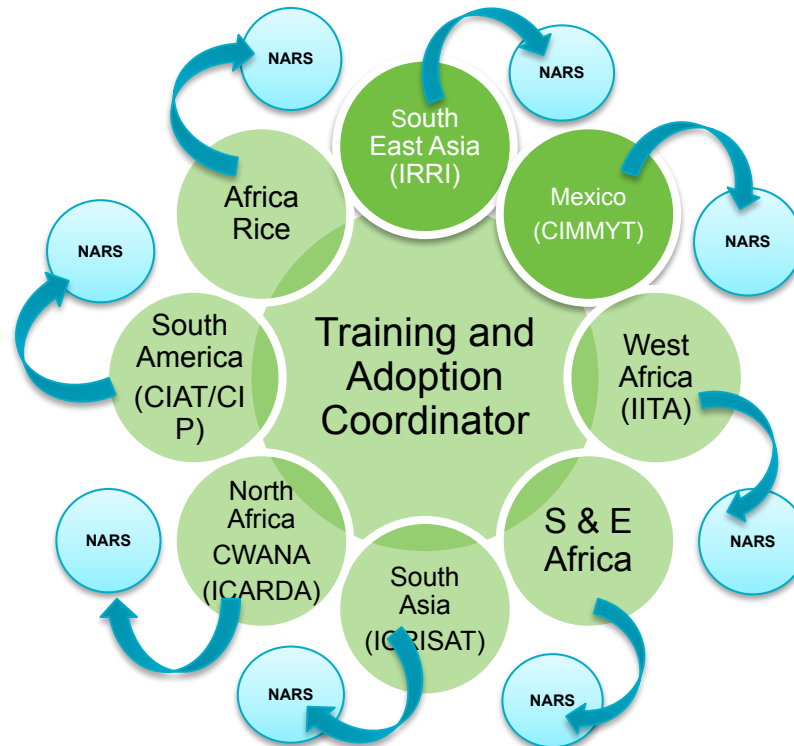 NARS
NARS
South
East Asia
(IRRI)
Africa
Rice
Mexico
(CIMMYT)
NARS
NARS
South
America
(CIAT/CI
P)
Training and
Adoption
Coordinator
West
Africa
(IITA)
North
Africa
CWANA
(ICARDA)
S & E
Africa
NARS
NARS
South
Asia
(ICRISAT)
NARS
NARS